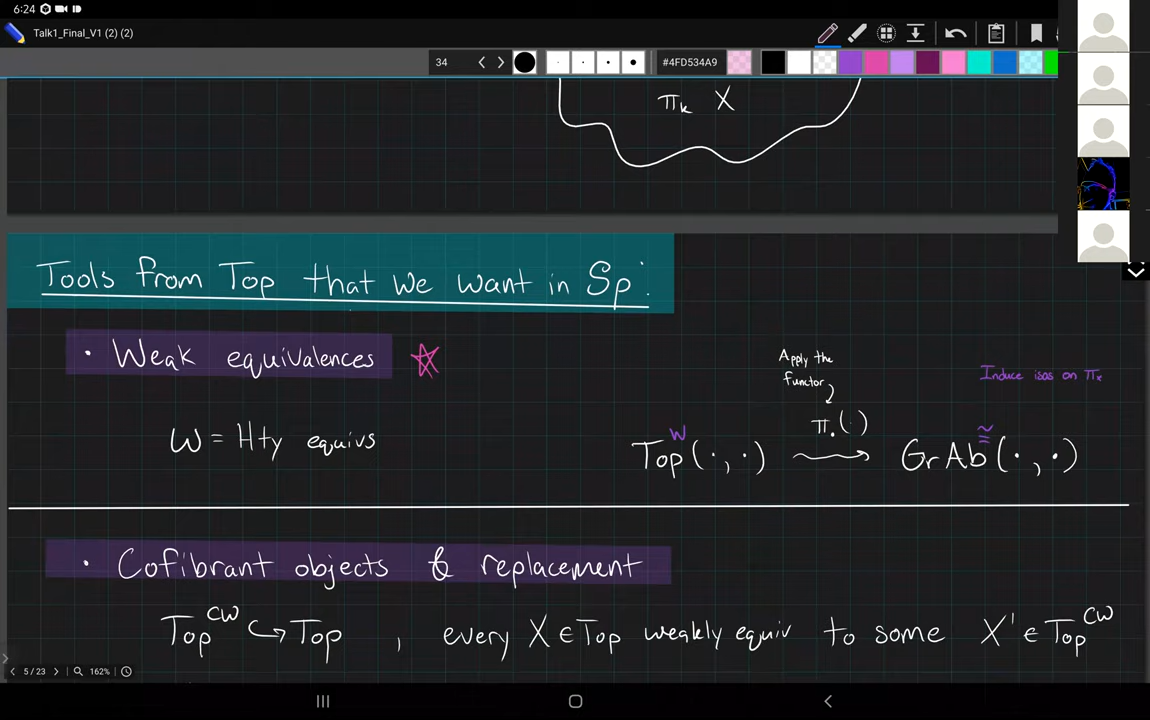 6:24
Talk1_Final_V1 (2) (2)
34
#4FD534A9
πₖ X
Tools from Top that we want in Sp:
• Weak equivalences ☆
Apply the
functor
Induce isos on π*
W = Hty equivs
Top^W(·,·) → π.(·) GrAb^≅(·,·)
• Cofibrant objects & replacement
Top^CW ↪ Top , every X ∈ Top weakly equiv to some X' ∈ Top^CW
5/23
162%